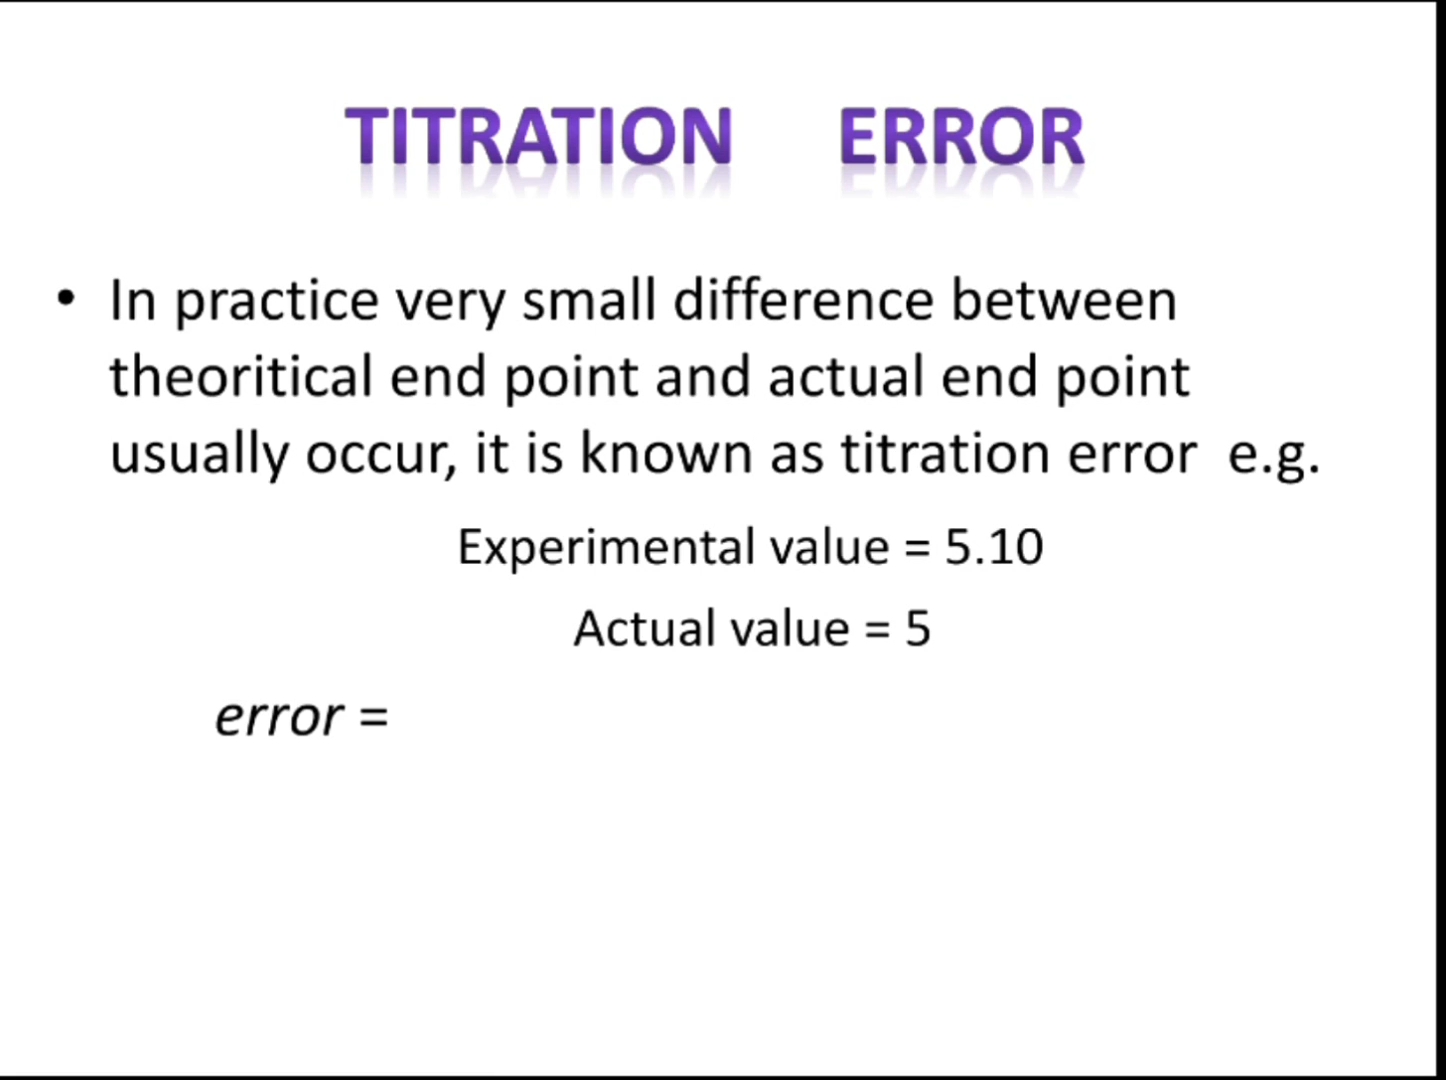 TITRATION ERROR
• In practice very small difference between
theoritical end point and actual end point
usually occur, it is known as titration error e.g.
Experimental value = 5.10
Actual value = 5
error =